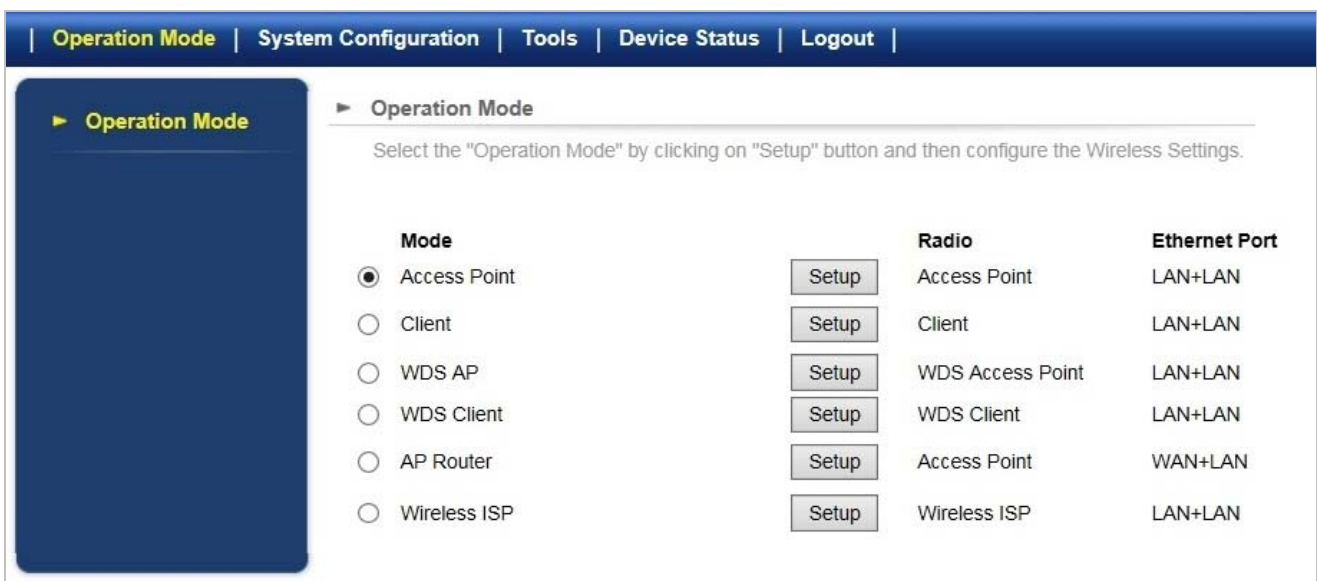 | Operation Mode | System Configuration | Tools | Device Status | Logout |
Operation Mode
Operation Mode
Select the "Operation Mode" by clicking on "Setup" button and then configure the Wireless Settings.
Mode Radio Ethernet Port
Access Point Setup Access Point LAN+LAN
Client Setup Client LAN+LAN
WDS AP Setup WDS Access Point LAN+LAN
WDS Client Setup WDS Client LAN+LAN
AP Router Setup Access Point WAN+LAN
Wireless ISP Setup Wireless ISP LAN+LAN